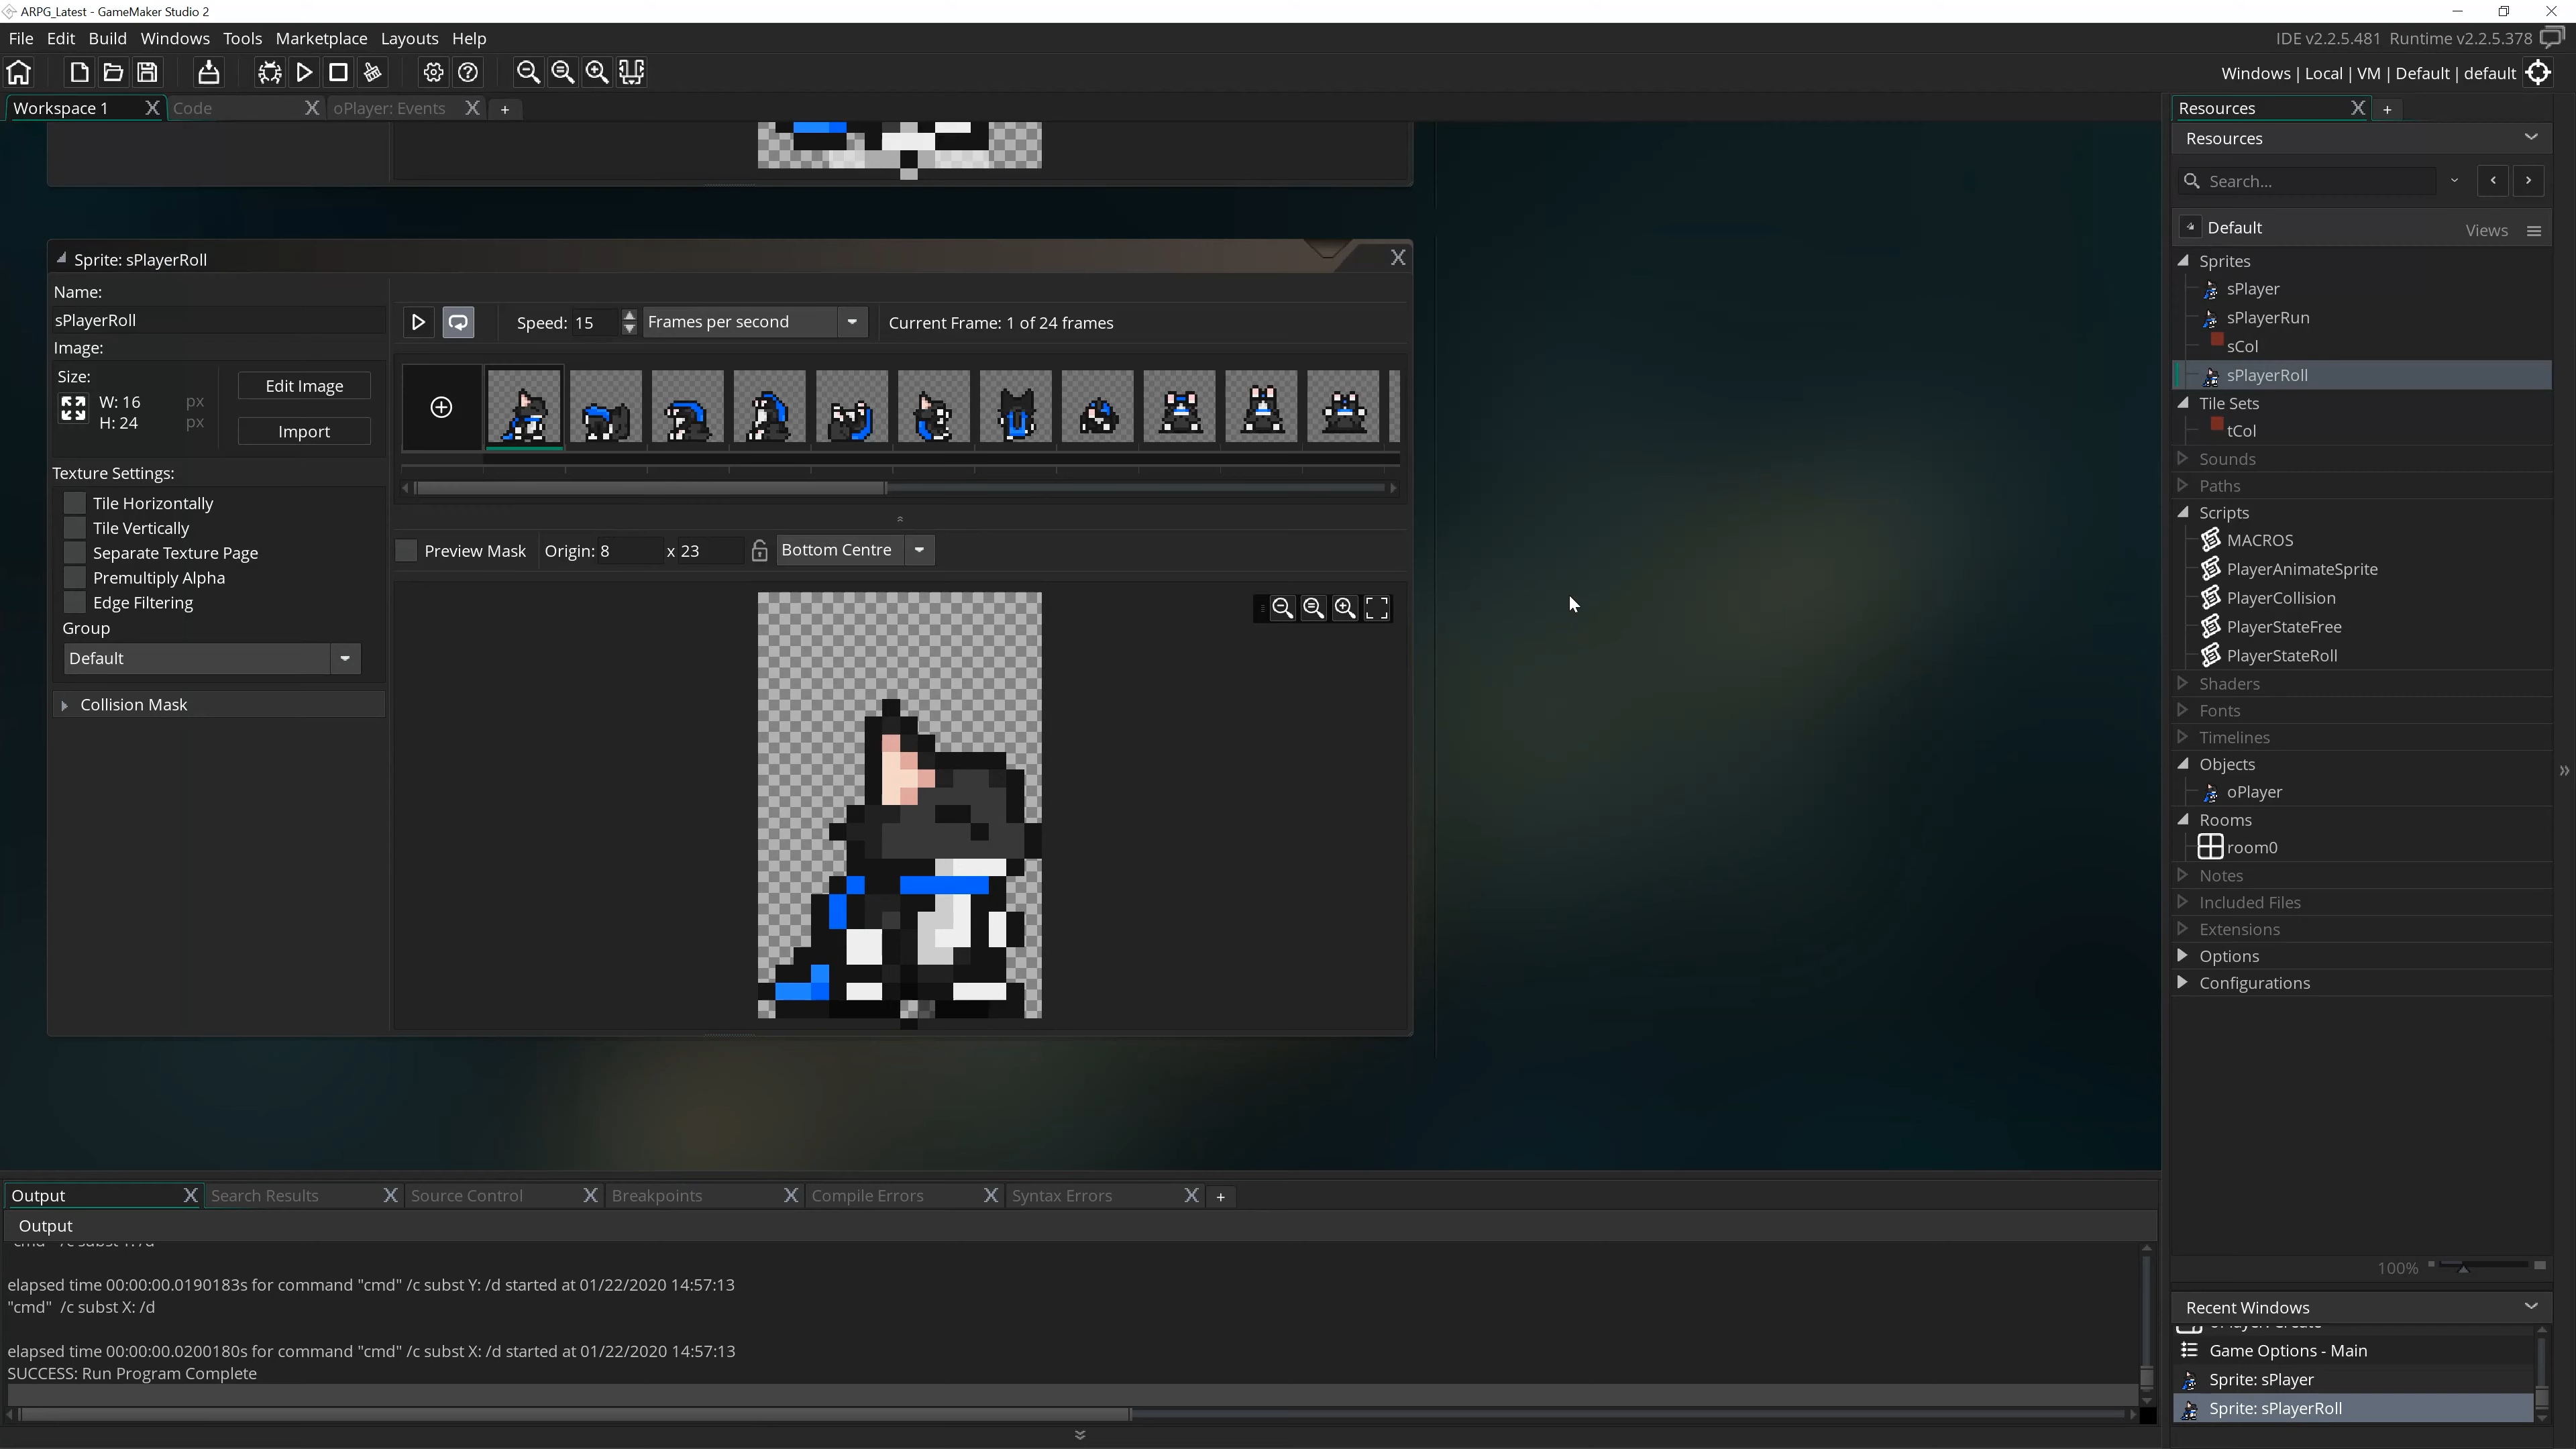 ARPG_Latest - GameMaker Studio 2
File Edit Build Windows Tools Marketplace Layouts Help
IDE v2.2.5.481 Runtime v2.2.5.378
Windows | Local | VM | Default | default
Workspace 1 X Code X oPlayer: Events X +
Resources X +
Resources
Search...
Default Views
Sprites
sPlayer
sPlayerRun
sCol
sPlayerRoll
Tile Sets
tCol
Sounds
Paths
Scripts
MACROS
PlayerAnimateSprite
PlayerCollision
PlayerStateFree
PlayerStateRoll
Shaders
Fonts
Timelines
Objects
oPlayer
Rooms
room0
Notes
Included Files
Extensions
Options
Configurations
100%
Recent Windows
Game Options - Main
Sprite: sPlayer
Sprite: sPlayerRoll
Sprite: sPlayerRoll X
Name:
sPlayerRoll
Image:
Size:
W: 16 px
H: 24 px
Edit Image
Import
Texture Settings:
Tile Horizontally
Tile Vertically
Separate Texture Page
Premultiply Alpha
Edge Filtering
Group
Default
Collision Mask
Speed: 15 Frames per second Current Frame: 1 of 24 frames
Preview Mask Origin: 8 x 23 Bottom Centre
Output X Search Results X Source Control X Breakpoints X Compile Errors X Syntax Errors X +
Output
elapsed time 00:00:00.0190183s for command "cmd" /c subst Y: /d started at 01/22/2020 14:57:13
"cmd" /c subst X: /d
elapsed time 00:00:00.0200180s for command "cmd" /c subst X: /d started at 01/22/2020 14:57:13
SUCCESS: Run Program Complete